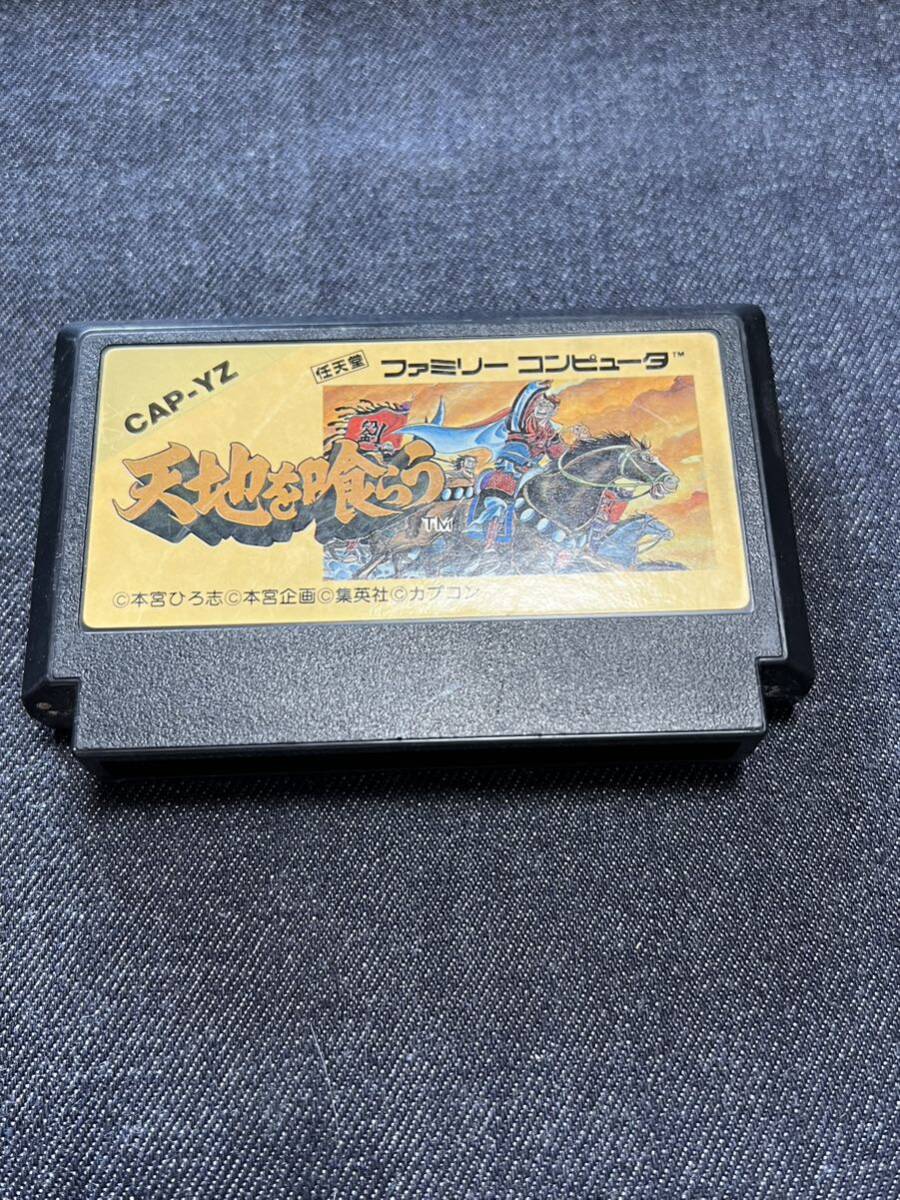 CAP-YZ
任天堂 ファミリー コンピュータ™
天地を喰らう
TM
©本宮ひろ志©本宮企画©集英社©カプコン